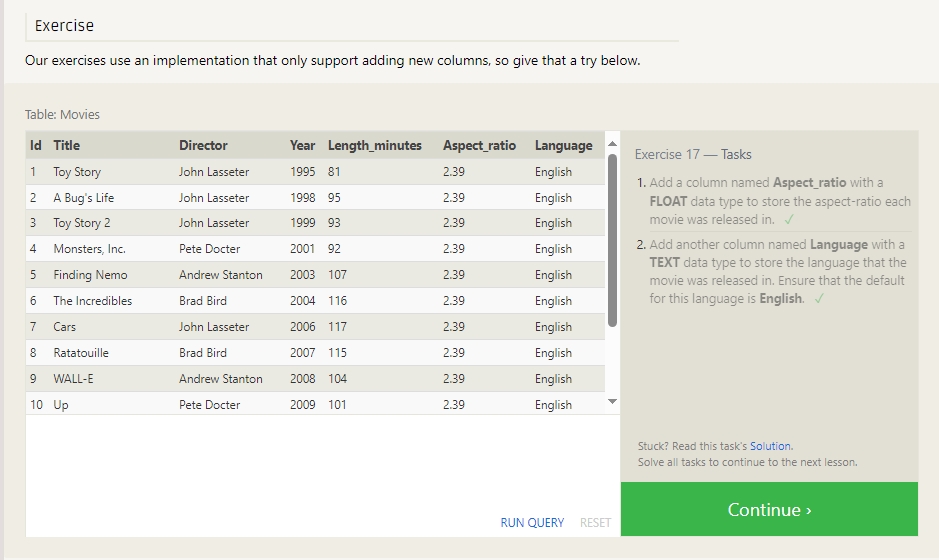 Exercise
Our exercises use an implementation that only support adding new columns, so give that a try below.
Table: Movies
Id Title Director Year Length_minutes Aspect_ratio Language
1 Toy Story John Lasseter 1995 81 2.39 English
2 A Bug's Life John Lasseter 1998 95 2.39 English
3 Toy Story 2 John Lasseter 1999 93 2.39 English
4 Monsters, Inc. Pete Docter 2001 92 2.39 English
5 Finding Nemo Andrew Stanton 2003 107 2.39 English
6 The Incredibles Brad Bird 2004 116 2.39 English
7 Cars John Lasseter 2006 117 2.39 English
8 Ratatouille Brad Bird 2007 115 2.39 English
9 WALL-E Andrew Stanton 2008 104 2.39 English
10 Up Pete Docter 2009 101 2.39 English
RUN QUERY RESET
Exercise 17 — Tasks
1. Add a column named Aspect_ratio with a
FLOAT data type to store the aspect-ratio each
movie was released in. ✓
2. Add another column named Language with a
TEXT data type to store the language that the
movie was released in. Ensure that the default
for this language is English. ✓
Stuck? Read this task's Solution.
Solve all tasks to continue to the next lesson.
Continue ›